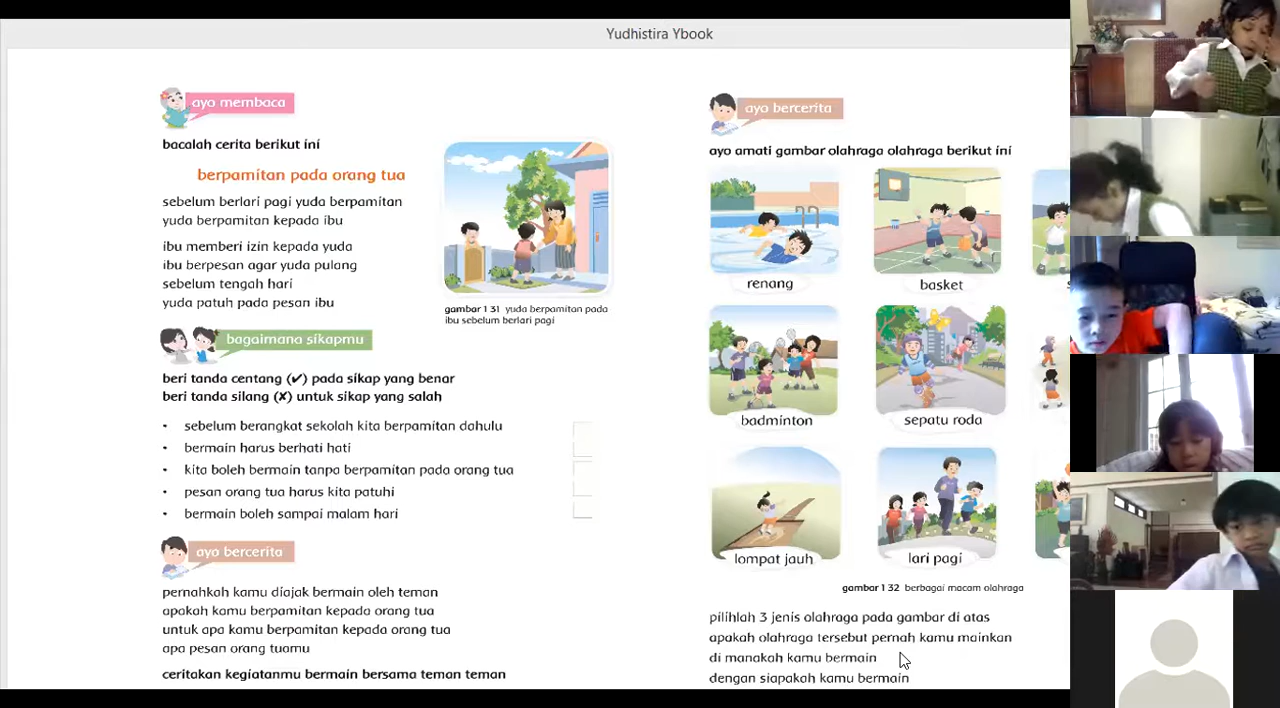 Yudhistira Ybook
ayo membaca
bacalah cerita berikut ini
berpamitan pada orang tua
sebelum berlari pagi yuda berpamitan
yuda berpamitan kepada ibu
ibu memberi izin kepada yuda
ibu berpesan agar yuda pulang
sebelum tengah hari
yuda patuh pada pesan ibu
gambar 1 31 yuda berpamitan pada
ibu sebelum berlari pagi
bagaimana sikapmu
beri tanda centang (✔) pada sikap yang benar
beri tanda silang (✘) untuk sikap yang salah
• sebelum berangkat sekolah kita berpamitan dahulu
• bermain harus berhati hati
• kita boleh bermain tanpa berpamitan pada orang tua
• pesan orang tua harus kita patuhi
• bermain boleh sampai malam hari
ayo bercerita
pernahkah kamu diajak bermain oleh teman
apakah kamu berpamitan kepada orang tua
untuk apa kamu berpamitan kepada orang tua
apa pesan orang tuamu
ceritakan kegiatanmu bermain bersama teman teman
ayo bercerita
ayo amati gambar olahraga olahraga berikut ini
renang
basket
badminton
sepatu roda
lompat jauh
lari pagi
gambar 1 32 berbagai macam olahraga
pilihlah 3 jenis olahraga pada gambar di atas
apakah olahraga tersebut pernah kamu mainkan
di manakah kamu bermain
dengan siapakah kamu bermain